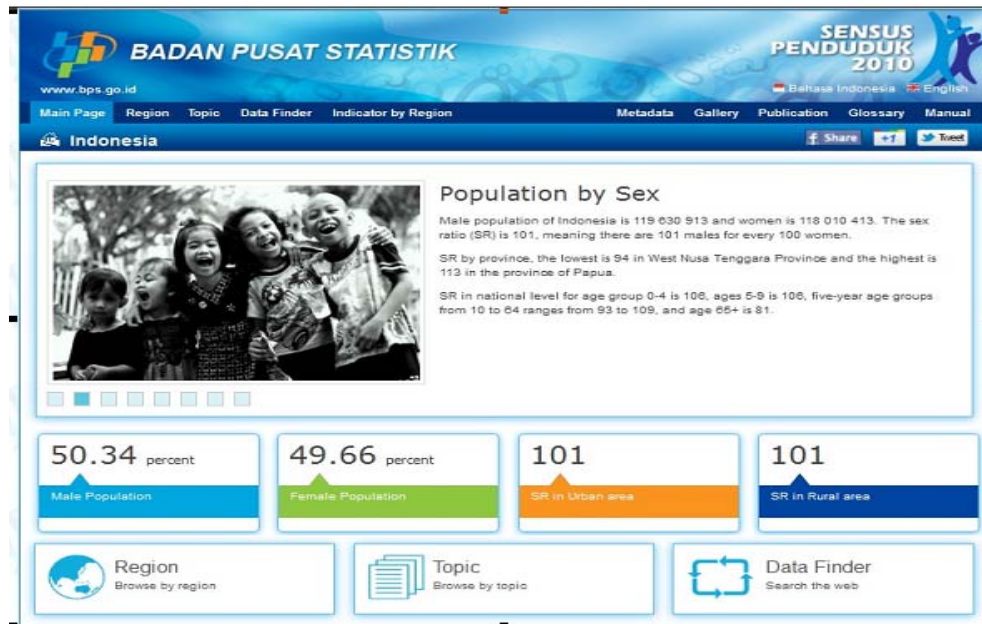 BADAN PUSAT STATISTIK
SENSUS
PENDUDUK
2010
www.bps.go.id
Bahasa Indonesia English
Main Page Region Topic Data Finder Indicator by Region Metadata Gallery Publication Glossary Manual
Indonesia
Share +1 Tweet
Population by Sex
Male population of Indonesia is 119 630 913 and women is 118 010 413. The sex
ratio (SR) is 101, meaning there are 101 males for every 100 women.
SR by province, the lowest is 94 in West Nusa Tenggara Province and the highest is
113 in the province of Papua.
SR in national level for age group 0-4 is 106, ages 5-9 is 106, five-year age groups
from 10 to 64 ranges from 93 to 109, and age 65+ is 81.
50.34 percent
Male Population
49.66 percent
Female Population
101
SR in Urban area
101
SR in Rural area
Region
Browse by region
Topic
Browse by topic
Data Finder
Search the web